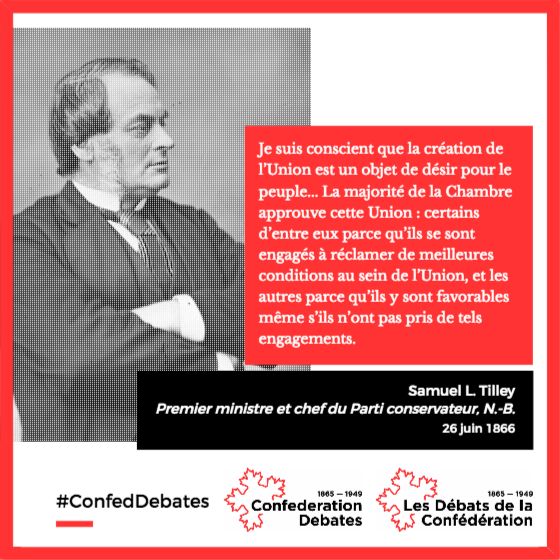 Je suis conscient que la création de
l'Union est un objet de désir pour le
peuple... La majorité de la Chambre
approuve cette Union : certains
d'entre eux parce qu'ils se sont
engagés à réclamer de meilleures
conditions au sein de l'Union, et les
autres parce qu'ils y sont favorables
même s'ils n'ont pas pris de tels
engagements.
Samuel L. Tilley
Premier ministre et chef du Parti conservateur, N.-B.
26 juin 1866
#ConfedDebates
1865 — 1949
Confederation
Debates
1865 — 1949
Les Débats de la
Confédération